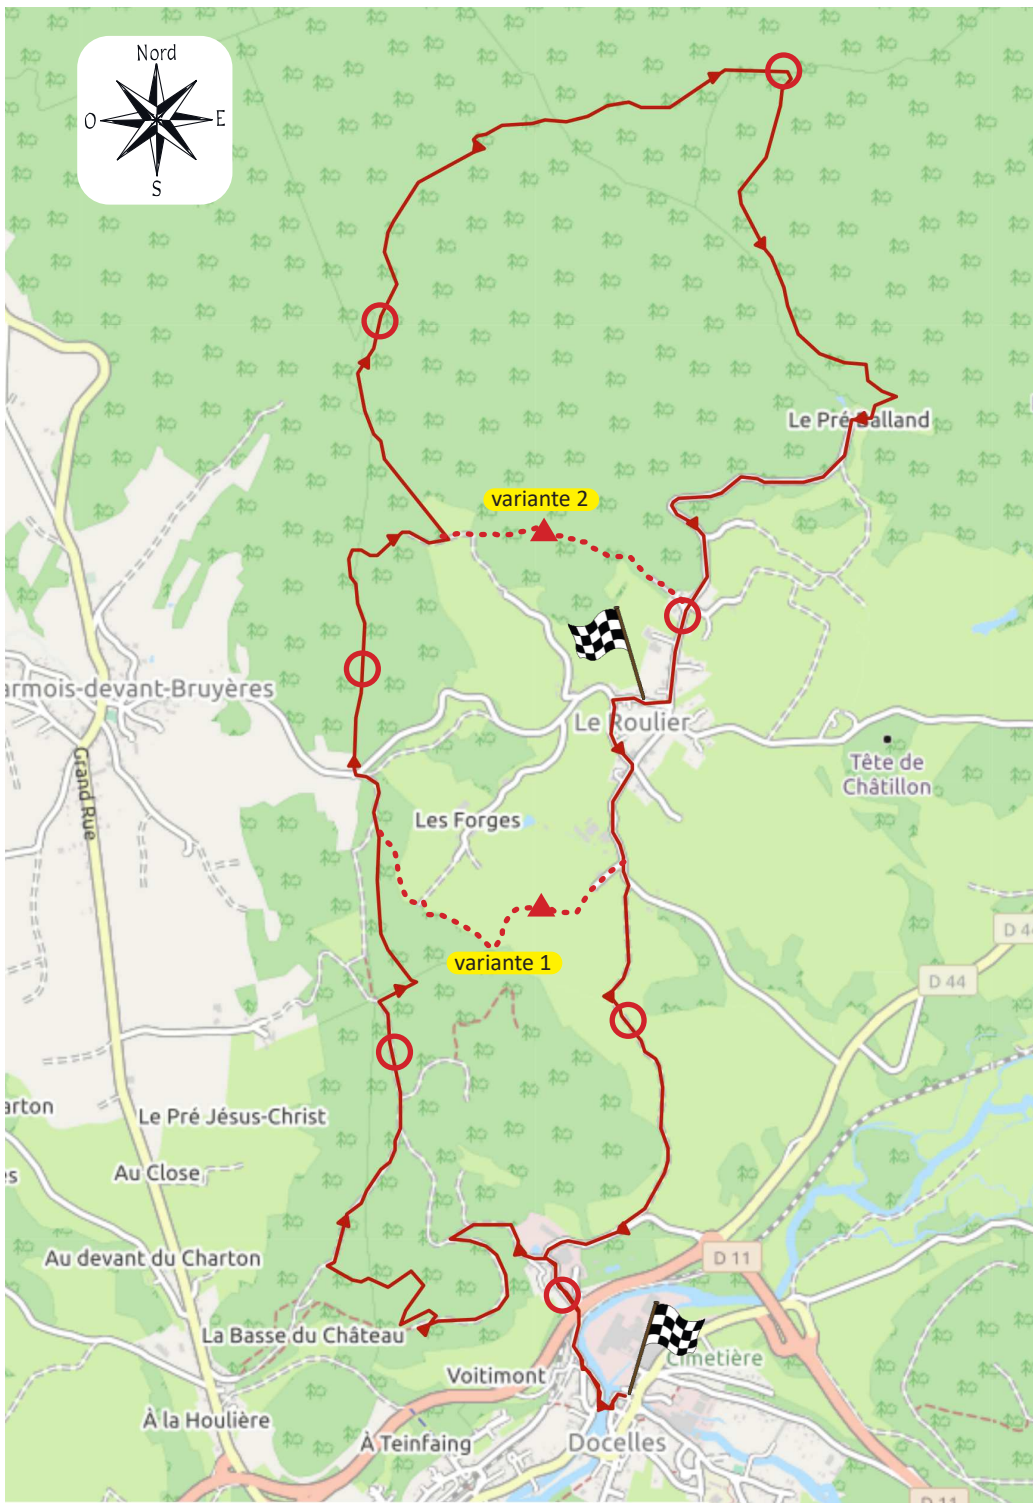 Nord
O
E
S
Le Pré Balland
variante 2
armois-devant-Bruyères
Le Roulier
Grand Rue
Tête de
Châtillon
Les Forges
variante 1
D 44
D 44
arton
Le Pré Jésus-Christ
Au Close
Au devant du Charton
D 11
La Basse du Château
Cimetière
Voitimont
À la Houlière
À Teinfaing
Docelles
D 11